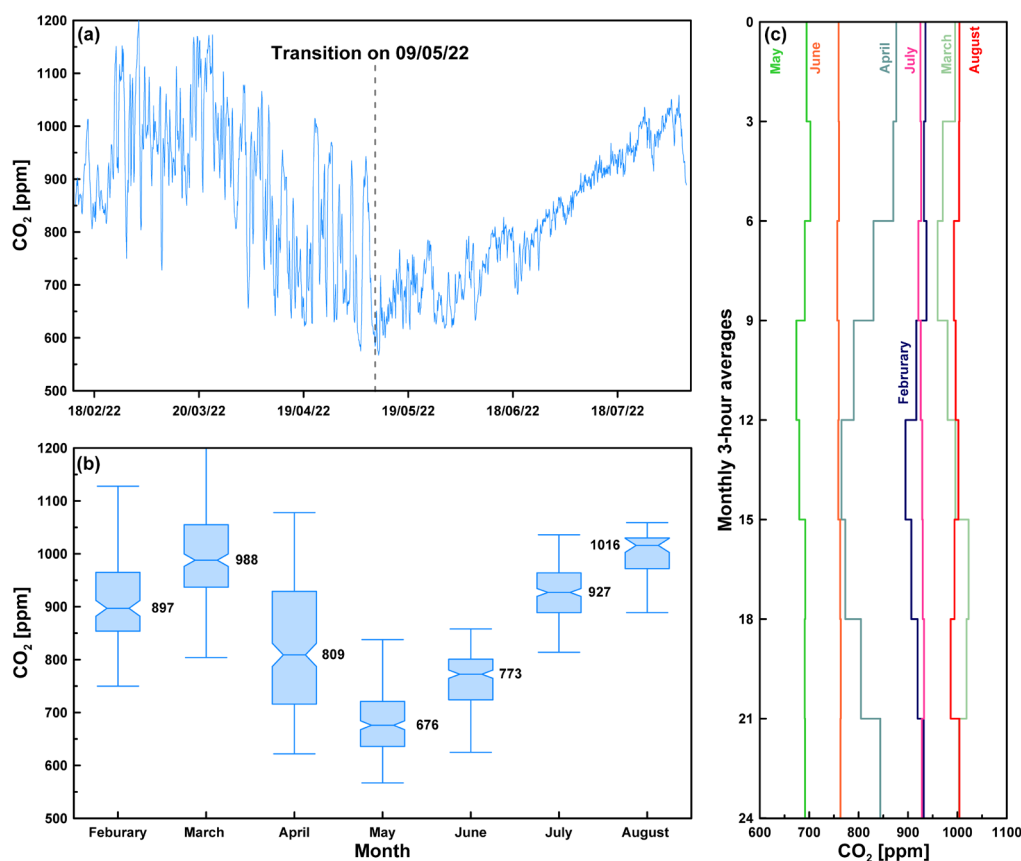 (a)
Transition on 09/05/22
CO2 [ppm]
1200
1100
1000
900
800
700
600
500
18/02/22
20/03/22
19/04/22
19/05/22
18/06/22
18/07/22
(b)
CO2 [ppm]
1200
1100
1000
900
800
700
600
500
897
988
809
676
773
927
1016
Feburary
March
April
May
June
July
August
Month
(c)
Monthly 3-hour averages
0
3
6
9
12
15
18
21
24
May
June
April
July
Februrary
March
August
600
700
800
900
1000
1100
CO2 [ppm]